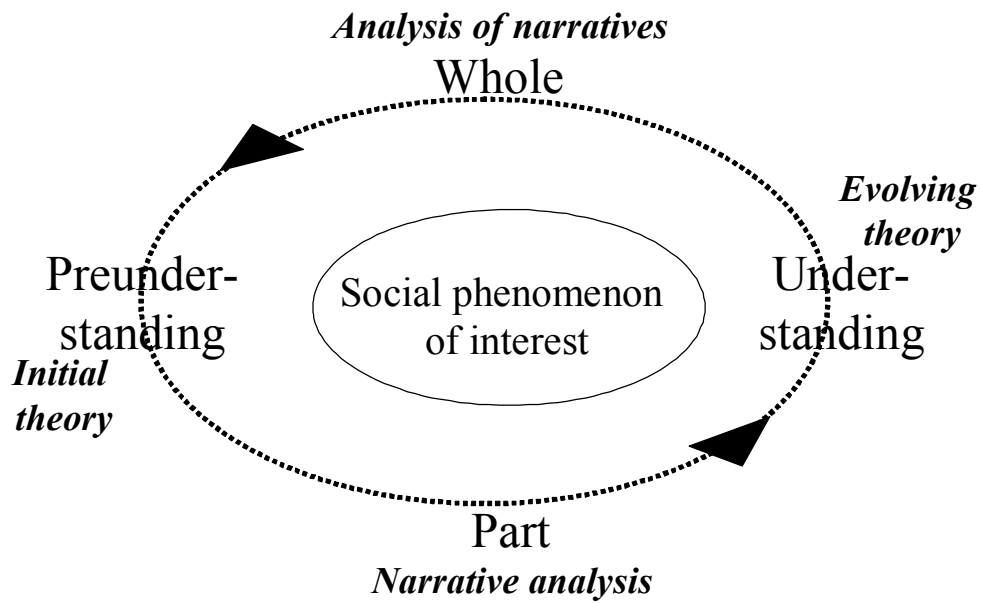 Analysis of narratives
Whole
Evolving
theory
Preunder-
standing
Initial
theory
Social phenomenon
of interest
Under-
standing
Part
Narrative analysis